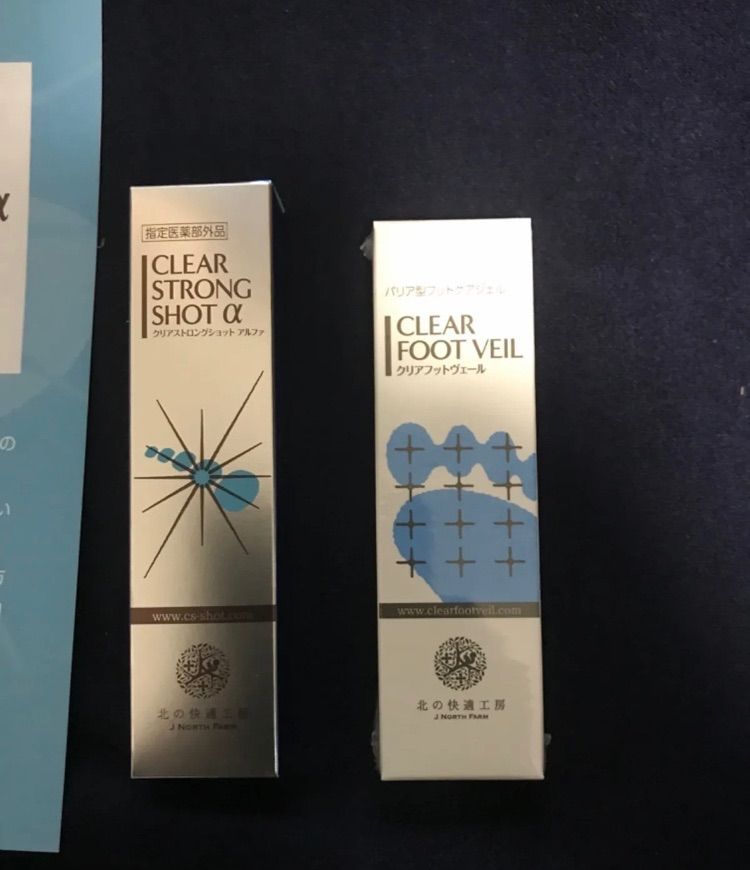 α
の
い
指定医薬部外品
CLEAR
STRONG
SHOT α
クリアストロングショット アルファ
www.cs-shot.com
北の快適工房
J NORTH FARM
バリア型フットケアジェル
CLEAR
FOOT VEIL
クリアフットヴェール
www.clearfootveil.com
北の快適工房
J NORTH FARM